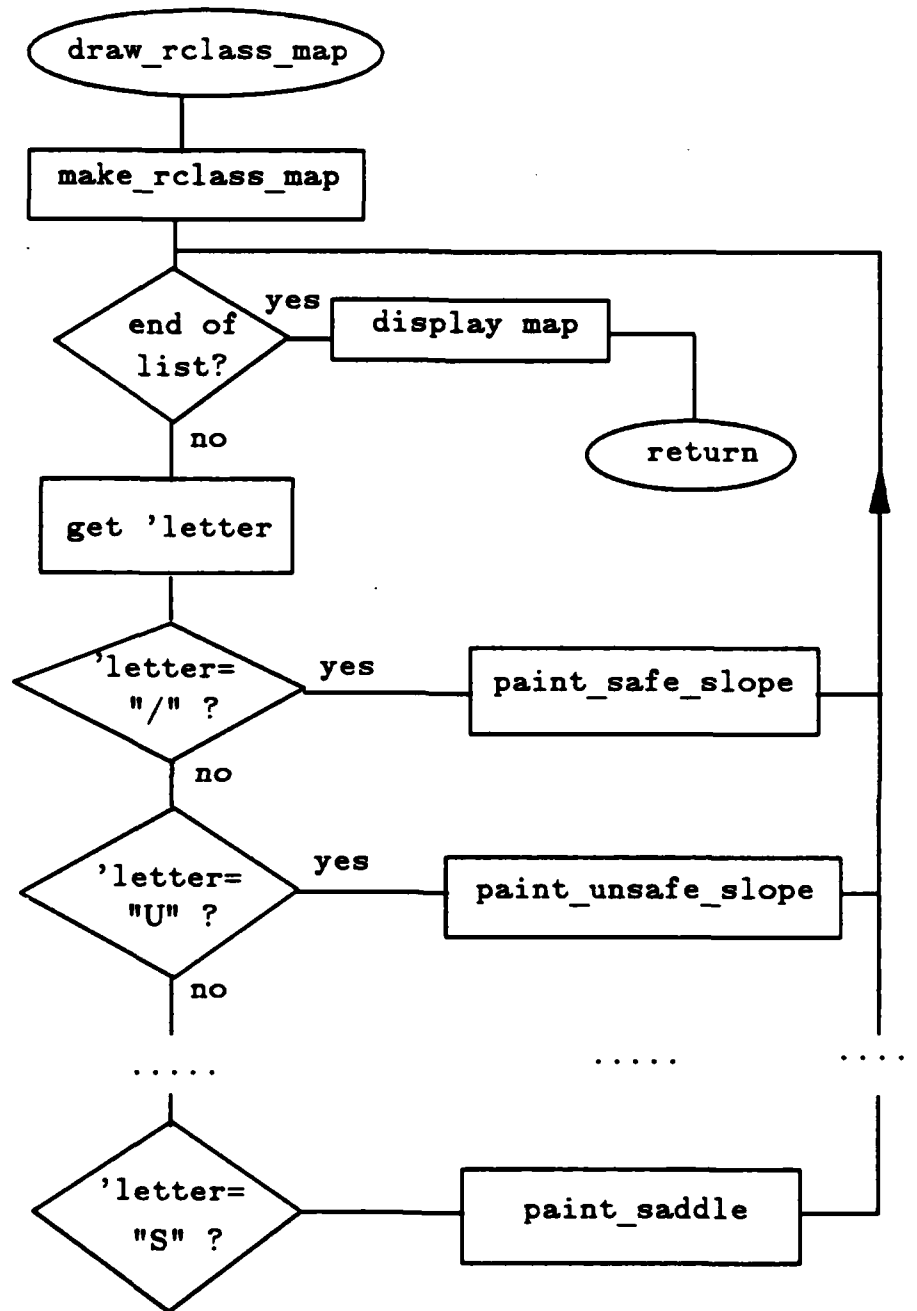 draw_rclass_map
make_rclass_map
yes
end of
list?
display map
no
return
get 'letter
'letter=
"/" ?
yes
paint_safe_slope
no
'letter=
"U" ?
yes
paint_unsafe_slope
no
.....
.....
....
'letter=
"S" ?
paint_saddle